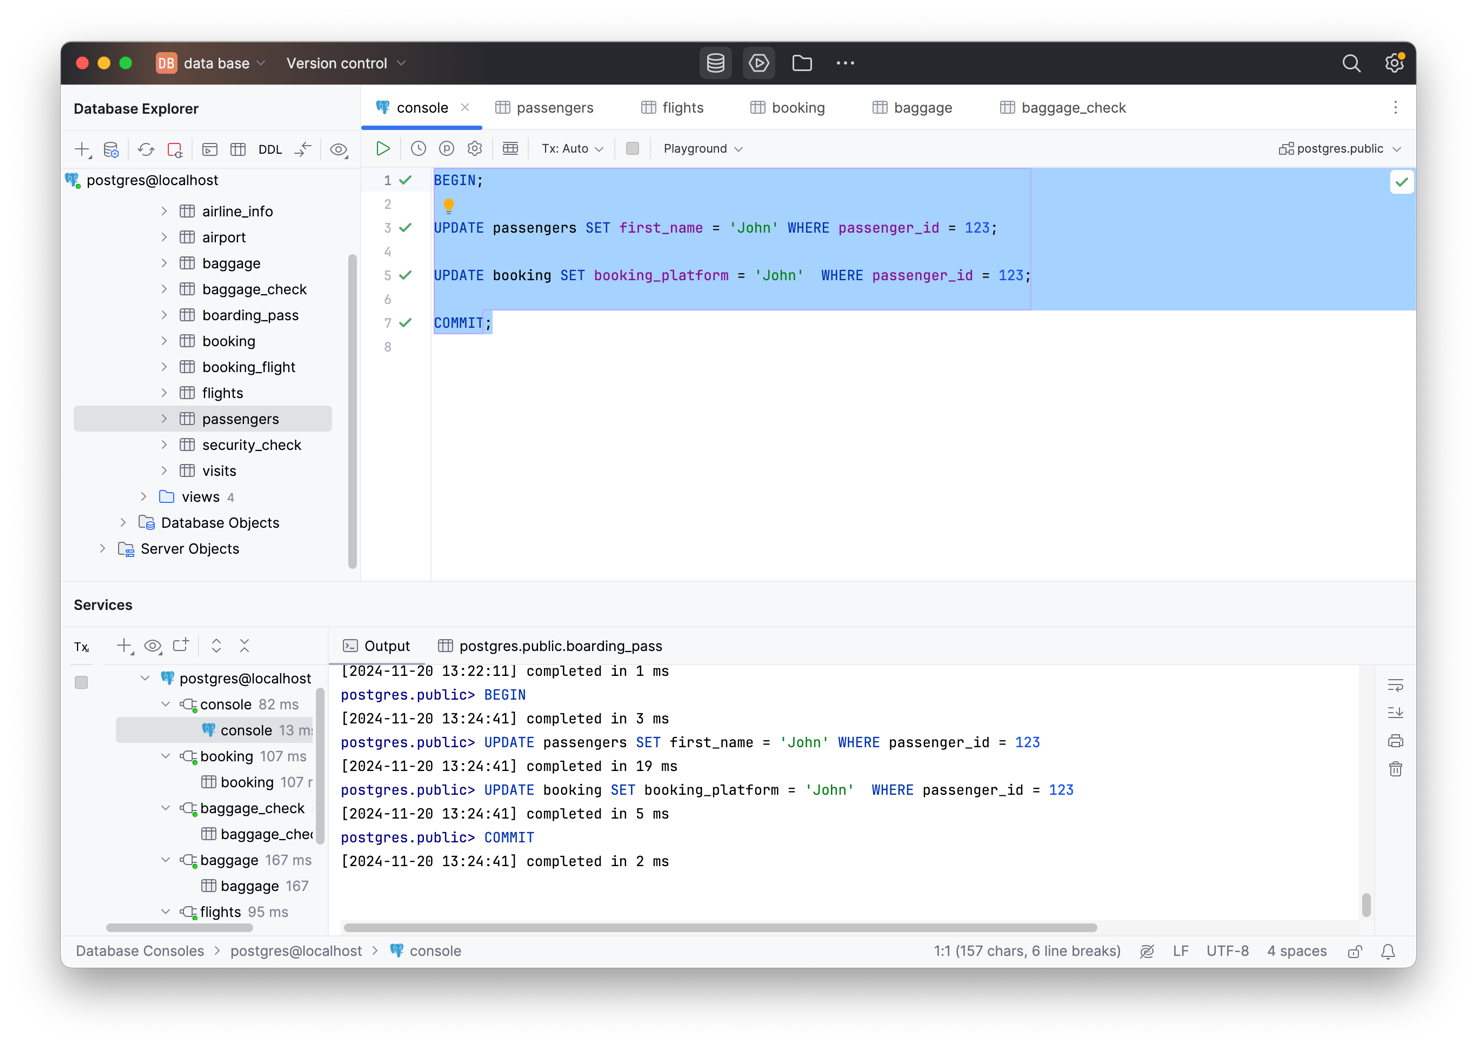 DB data base Version control
Database Explorer
console passengers flights booking baggage baggage_check
DDL Tx: Auto Playground postgres.public
postgres@localhost
airline_info
airport
baggage
baggage_check
boarding_pass
booking
booking_flight
flights
passengers
security_check
visits
views 4
Database Objects
Server Objects
1 BEGIN;
2
3 UPDATE passengers SET first_name = 'John' WHERE passenger_id = 123;
4
5 UPDATE booking SET booking_platform = 'John'  WHERE passenger_id = 123;
6
7 COMMIT;
8
Services
Tx
Output postgres.public.boarding_pass
postgres@localhost
console 82 ms
console 13 ms
booking 107 ms
booking 107
baggage_check
baggage_chec
baggage 167 ms
baggage 167
flights 95 ms
[2024-11-20 13:22:11] completed in 1 ms
postgres.public> BEGIN
[2024-11-20 13:24:41] completed in 3 ms
postgres.public> UPDATE passengers SET first_name = 'John' WHERE passenger_id = 123
[2024-11-20 13:24:41] completed in 19 ms
postgres.public> UPDATE booking SET booking_platform = 'John'  WHERE passenger_id = 123
[2024-11-20 13:24:41] completed in 5 ms
postgres.public> COMMIT
[2024-11-20 13:24:41] completed in 2 ms
Database Consoles > postgres@localhost > console
1:1 (157 chars, 6 line breaks) LF UTF-8 4 spaces